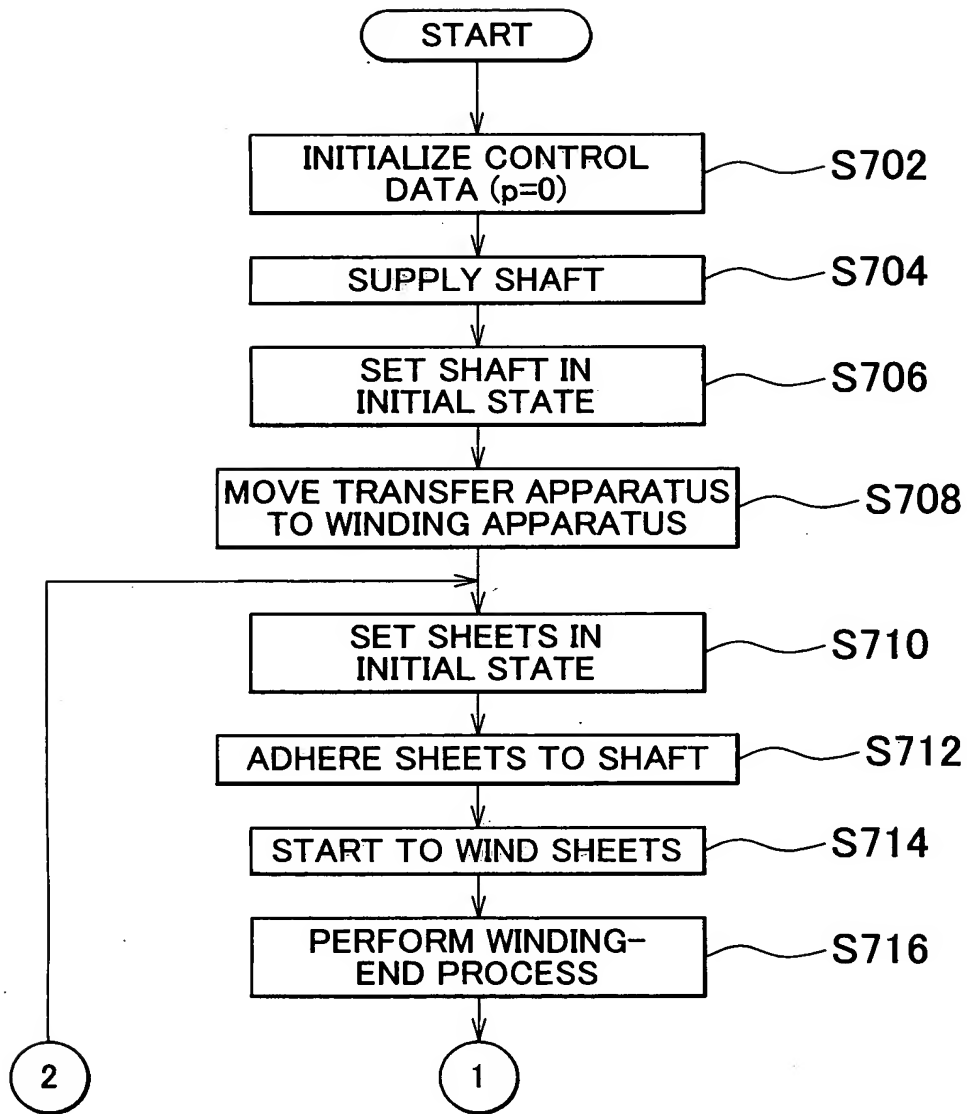 START
INITIALIZE CONTROL
DATA (p=0)
S702
SUPPLY SHAFT
S704
SET SHAFT IN
INITIAL STATE
S706
MOVE TRANSFER APPARATUS
TO WINDING APPARATUS
S708
SET SHEETS IN
INITIAL STATE
S710
ADHERE SHEETS TO SHAFT
S712
START TO WIND SHEETS
S714
PERFORM WINDING-
END PROCESS
S716
2
1